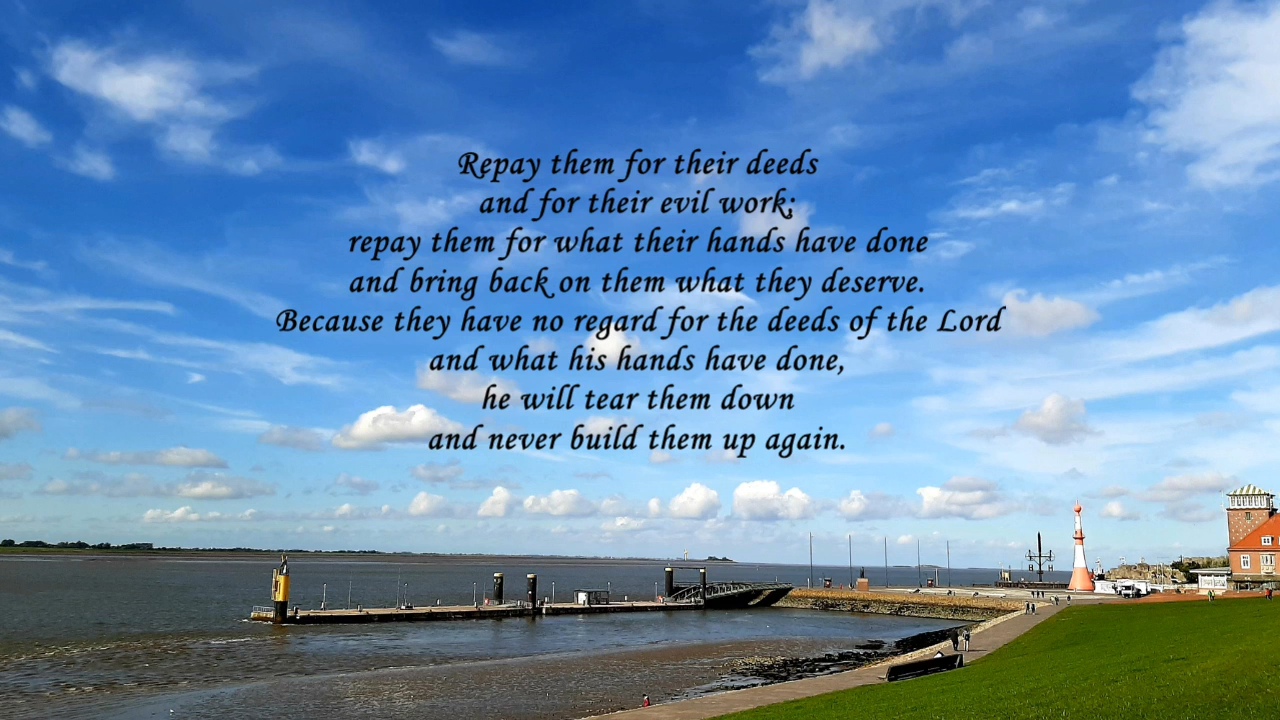 Repay them for their deeds
and for their evil work;
repay them for what their hands have done
and bring back on them what they deserve.
Because they have no regard for the deeds of the Lord
and what his hands have done,
he will tear them down
and never build them up again.